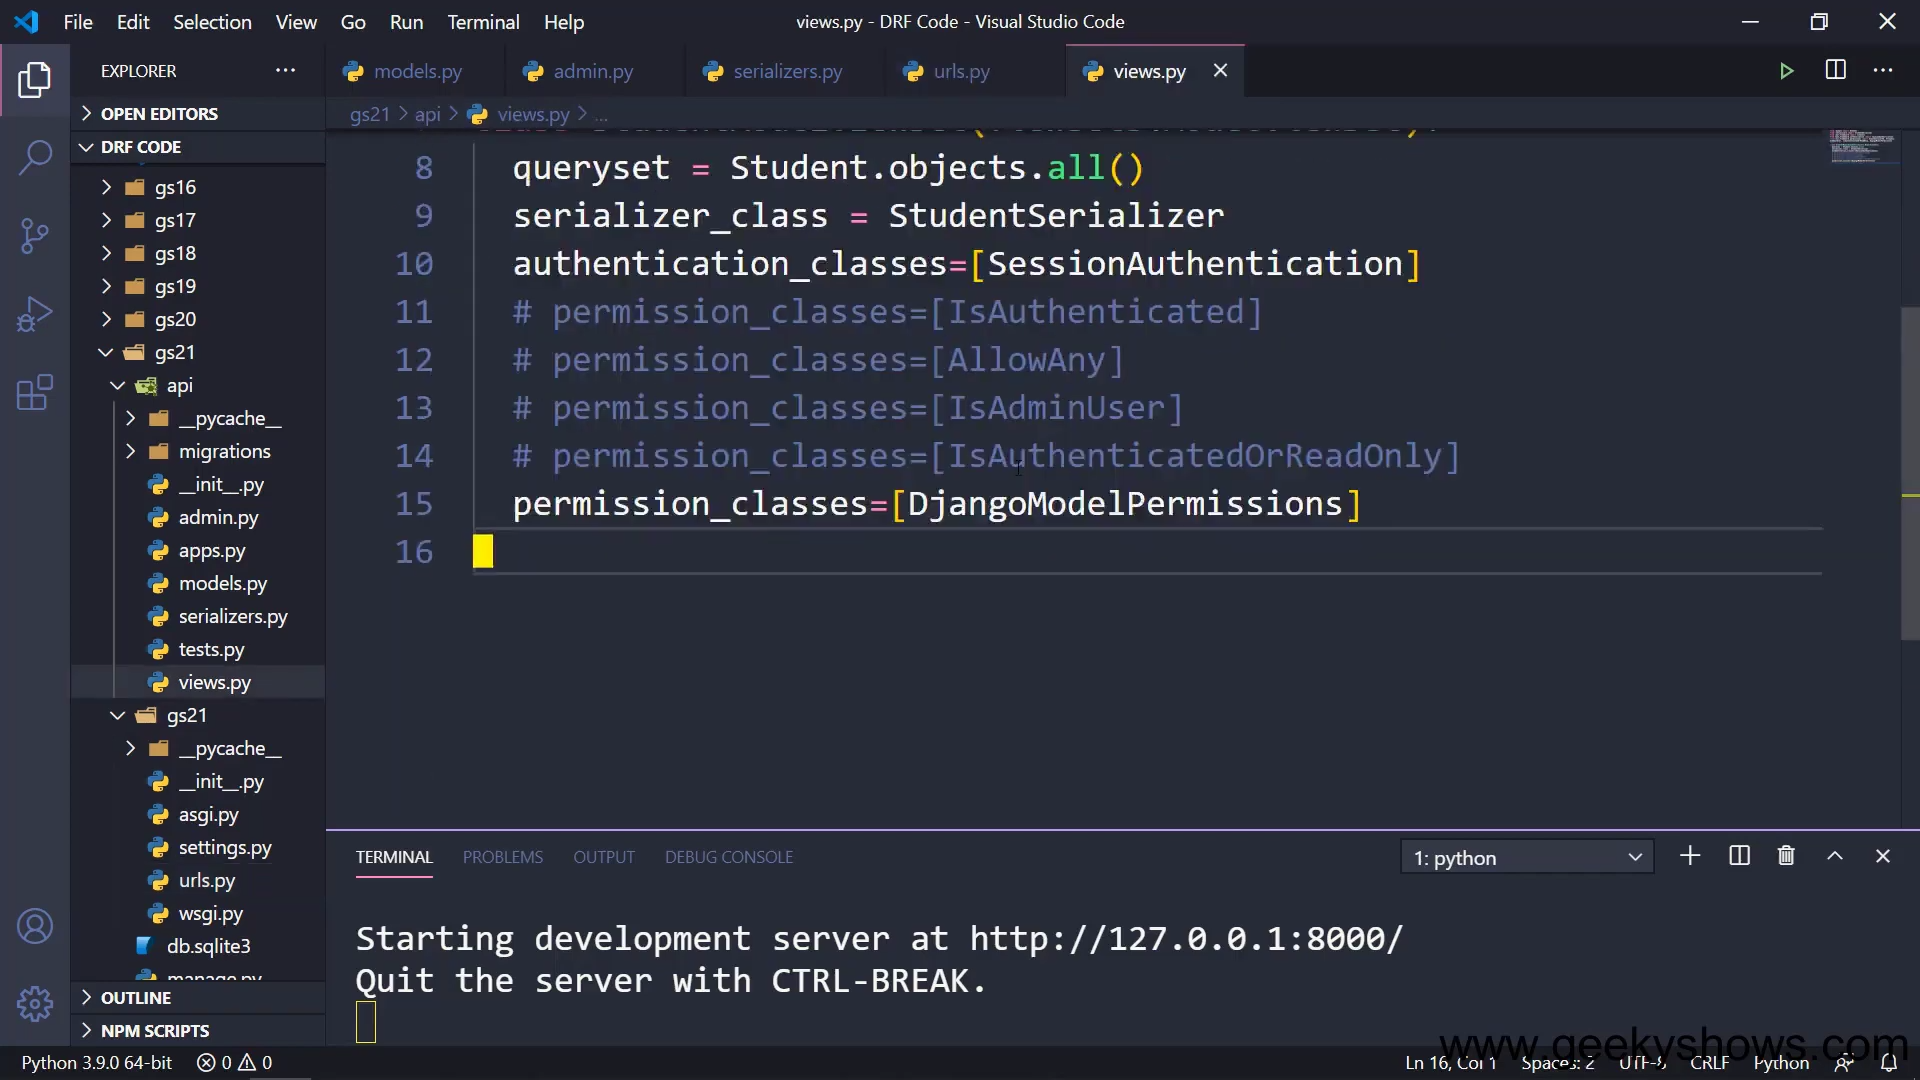 File Edit Selection View Go Run Terminal Help
views.py - DRF Code - Visual Studio Code
EXPLORER
models.py
admin.py
serializers.py
urls.py
views.py
OPEN EDITORS
gs21 > api > views.py > ...
DRF CODE
gs16
gs17
gs18
gs19
gs20
gs21
api
__pycache__
migrations
__init__.py
admin.py
apps.py
models.py
serializers.py
tests.py
views.py
gs21
__pycache__
__init__.py
asgi.py
settings.py
urls.py
wsgi.py
db.sqlite3
manage.py
OUTLINE
NPM SCRIPTS
8 queryset = Student.objects.all()
9 serializer_class = StudentSerializer
10 authentication_classes=[SessionAuthentication]
11 # permission_classes=[IsAuthenticated]
12 # permission_classes=[AllowAny]
13 # permission_classes=[IsAdminUser]
14 # permission_classes=[IsAuthenticatedOrReadOnly]
15 permission_classes=[DjangoModelPermissions]
16
TERMINAL PROBLEMS OUTPUT DEBUG CONSOLE
1: python
Starting development server at http://127.0.0.1:8000/
Quit the server with CTRL-BREAK.
www.geekyshows.com
Python 3.9.0 64-bit 0 0
Ln 16, Col 1 Spaces: 2 UTF-8 CRLF Python